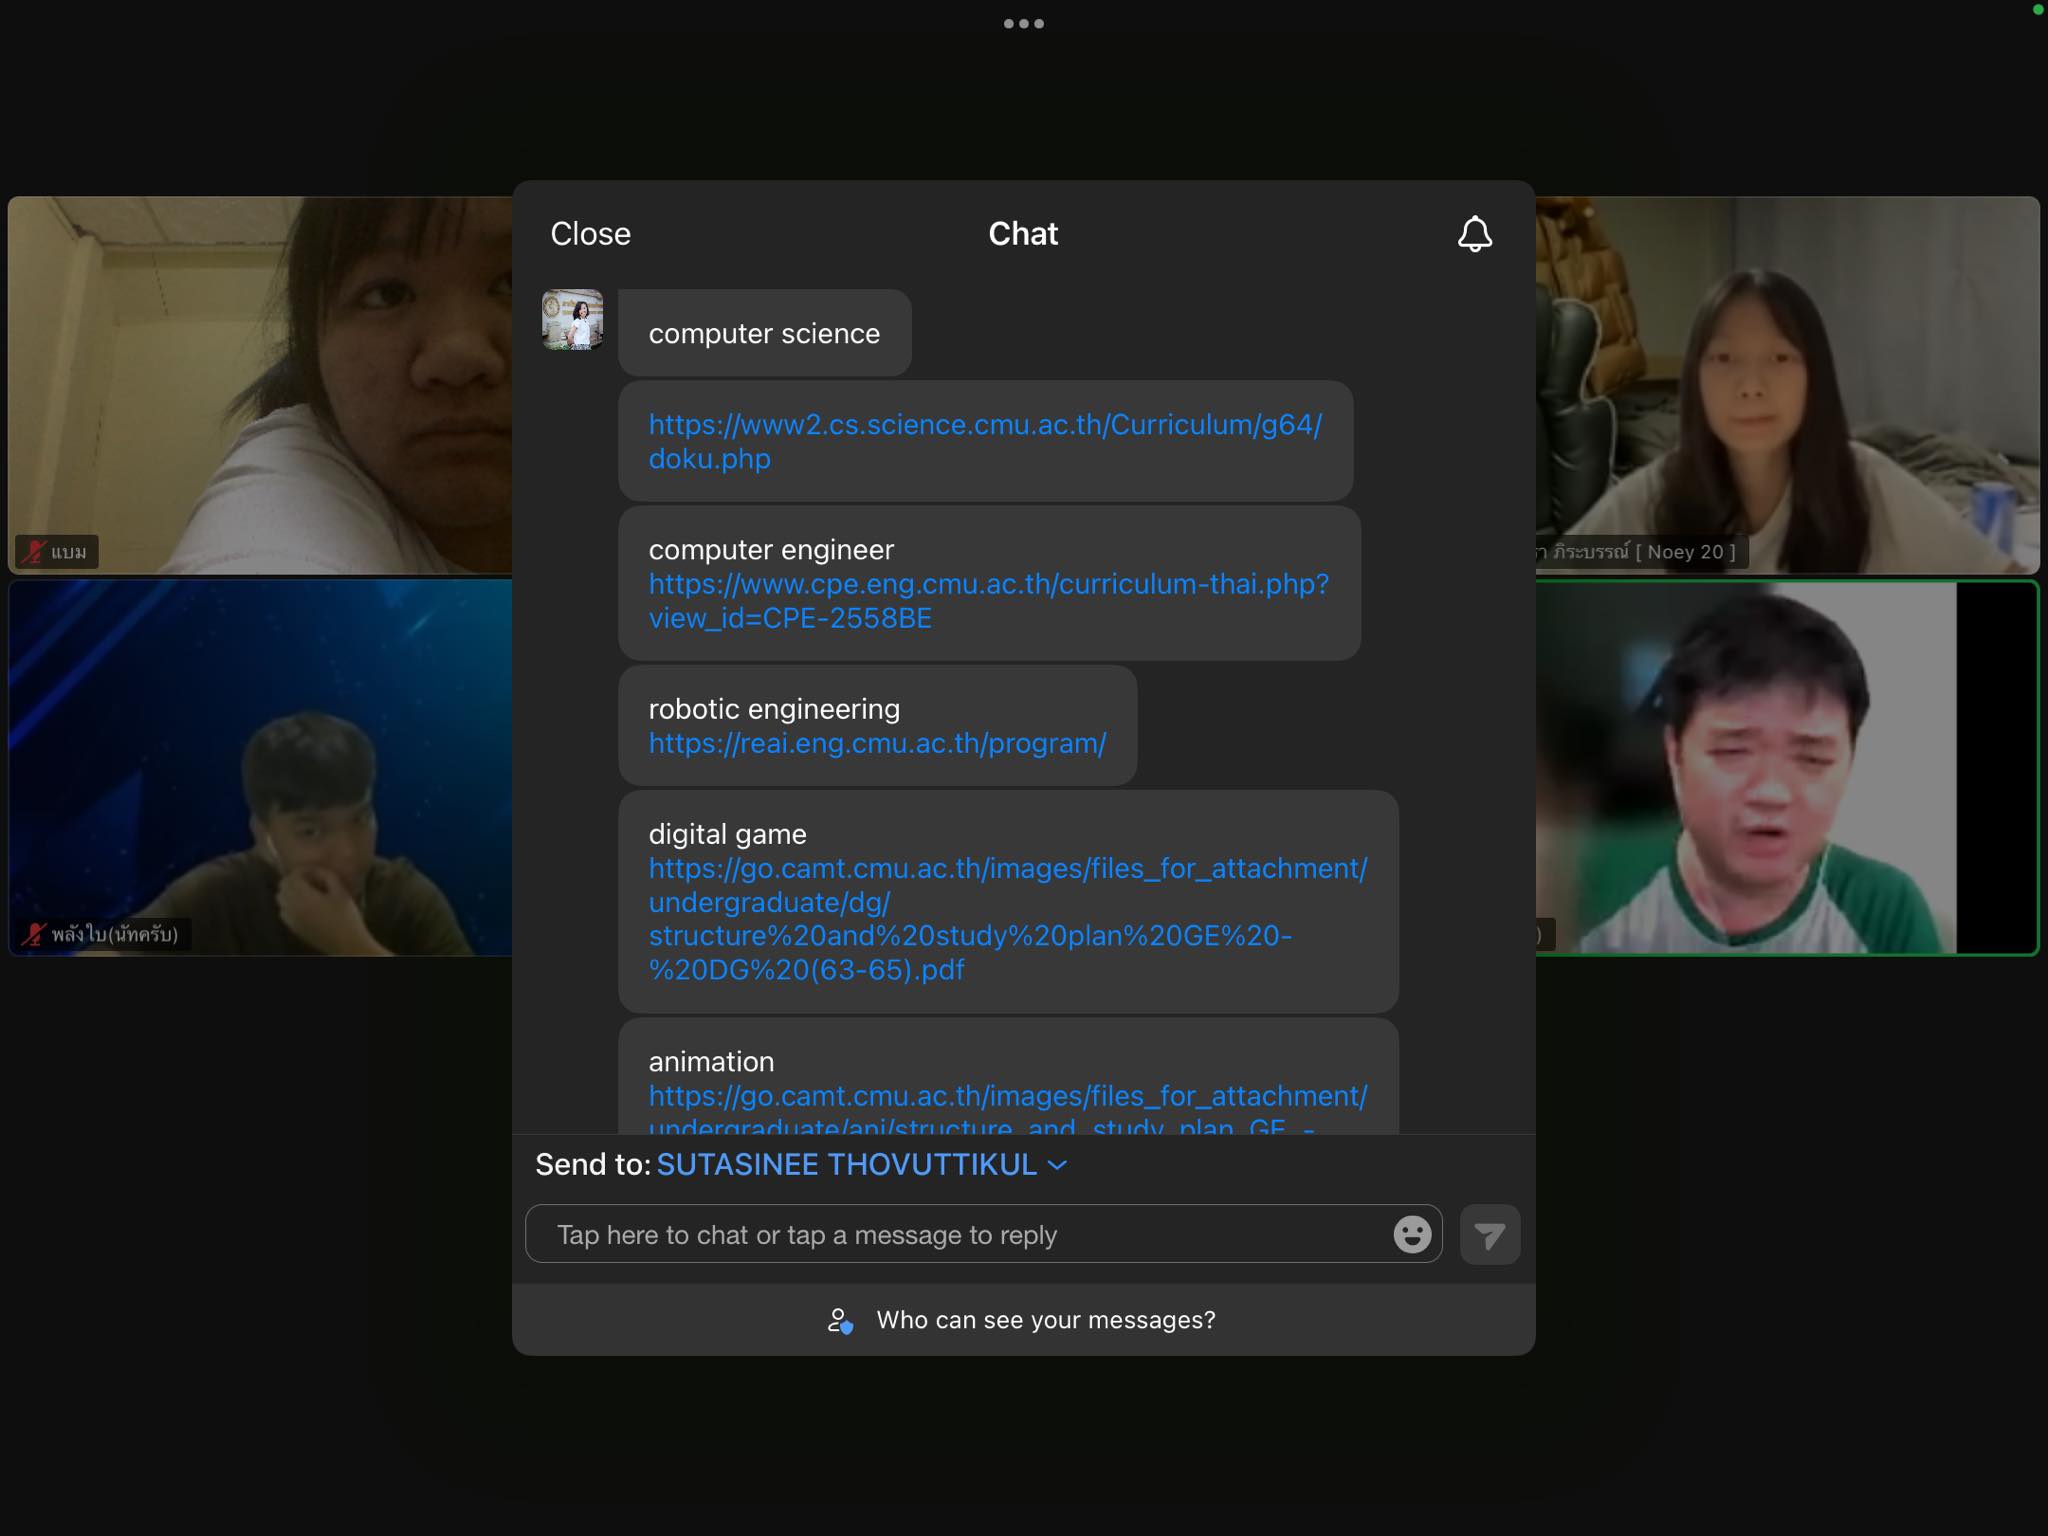 Close
Chat
computer science
https://www2.cs.science.cmu.ac.th/Curriculum/g64/
doku.php
computer engineer
https://www.cpe.eng.cmu.ac.th/curriculum-thai.php?
view_id=CPE-2558BE
robotic engineering
https://reai.eng.cmu.ac.th/program/
digital game
https://go.camt.cmu.ac.th/images/files_for_attachment/
undergraduate/dg/
structure%20and%20study%20plan%20GE%20-
%20DG%20(63-65).pdf
animation
https://go.camt.cmu.ac.th/images/files_for_attachment/
undergraduate/ani/structure_and_study_plan_GE_-
Send to: SUTASINEE THOVUTTIKUL
Tap here to chat or tap a message to reply
Who can see your messages?
แบม
พลังใบ(นัทครับ)
ภิระบรรณ์ [ Noey 20 ]
)